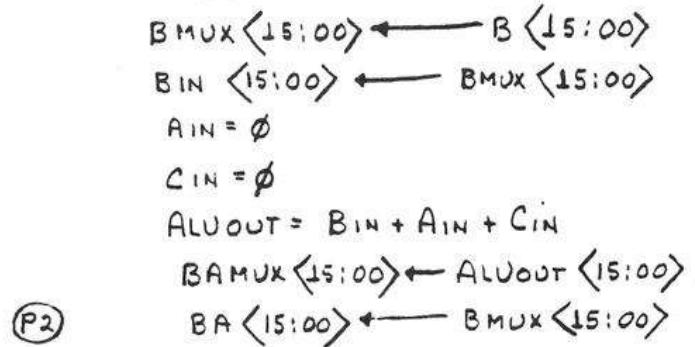 BMUX <15:00> ← B <15:00>
BIN <15:00> ← BMUX <15:00>
AIN = ∅
CIN = ∅
ALUOUT = BIN + AIN + CIN
BAMUX <15:00> ← ALUOUT <15:00>
P2 BA <15:00> ← BMUX <15:00>